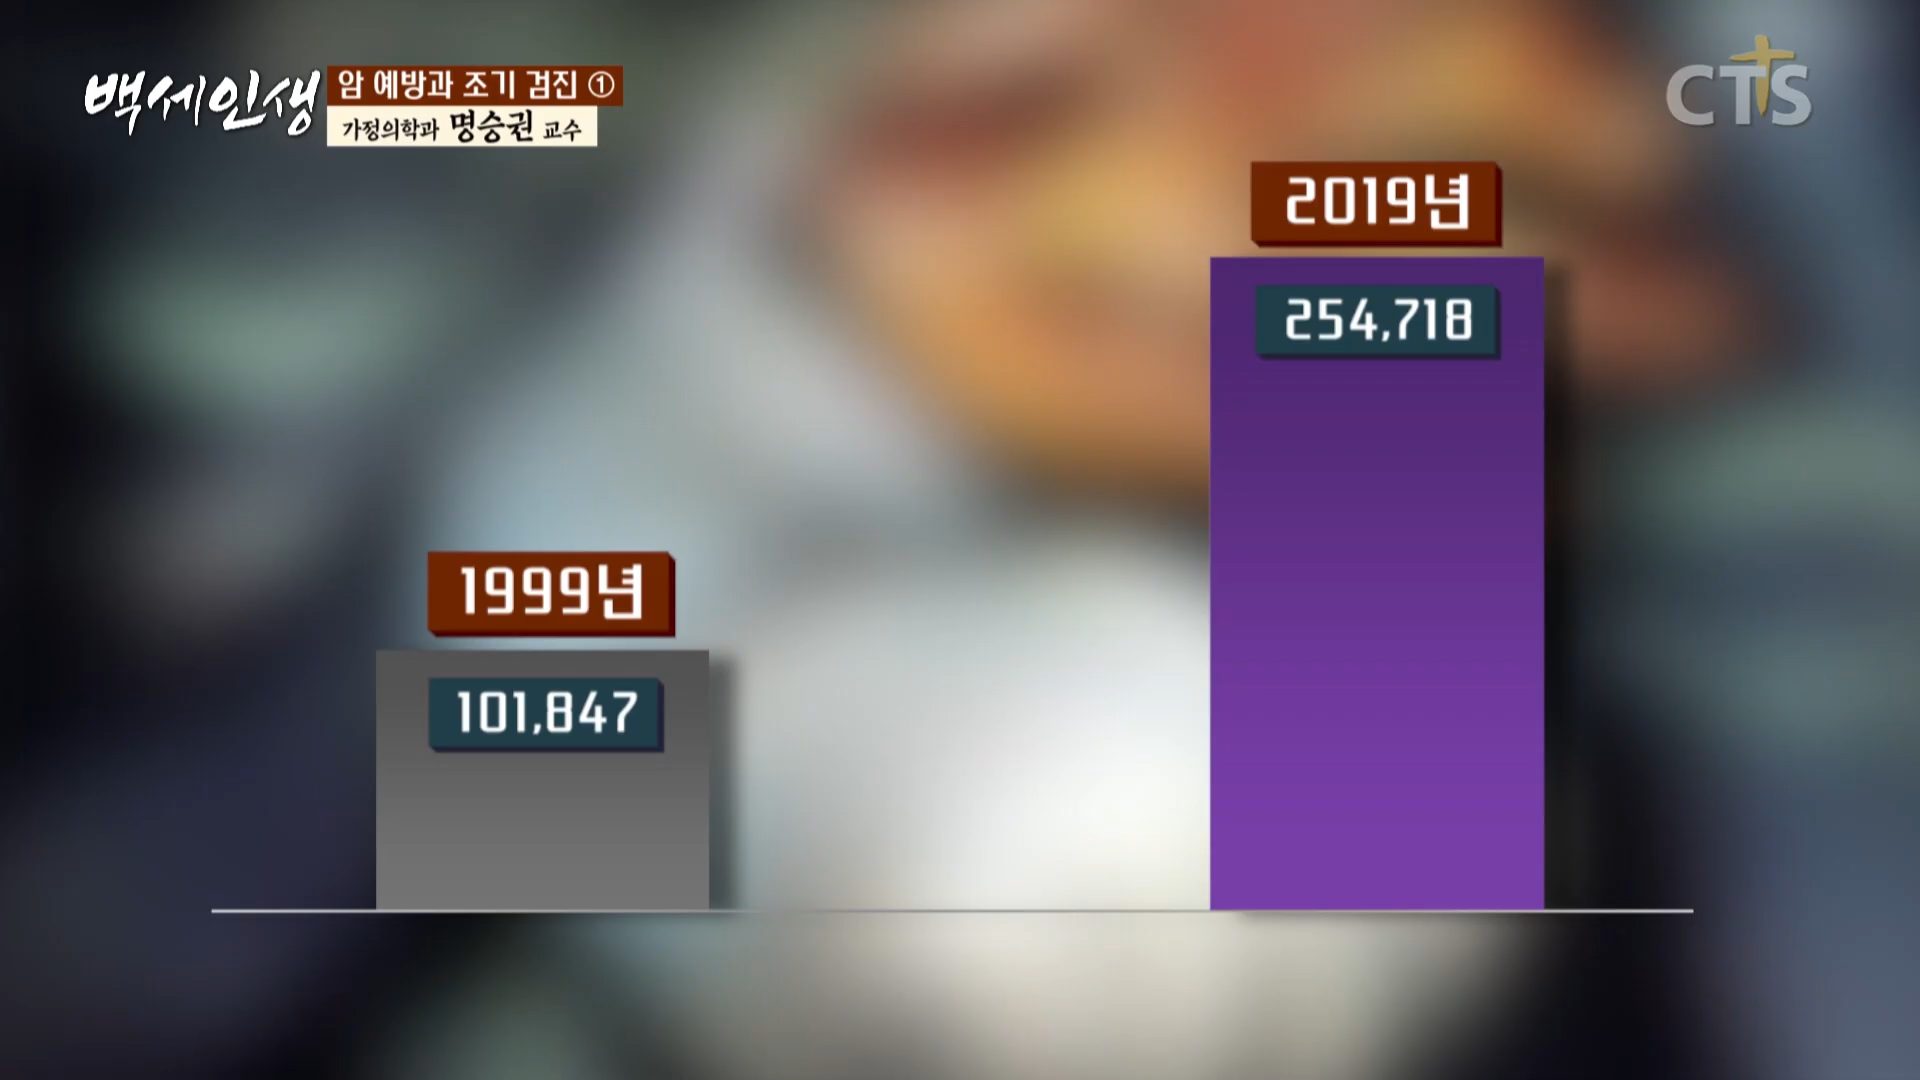 백세인생
암 예방과 조기 검진 ①
가정의학과 명승권 교수
CTS
2019년
254,718
1999년
101,847